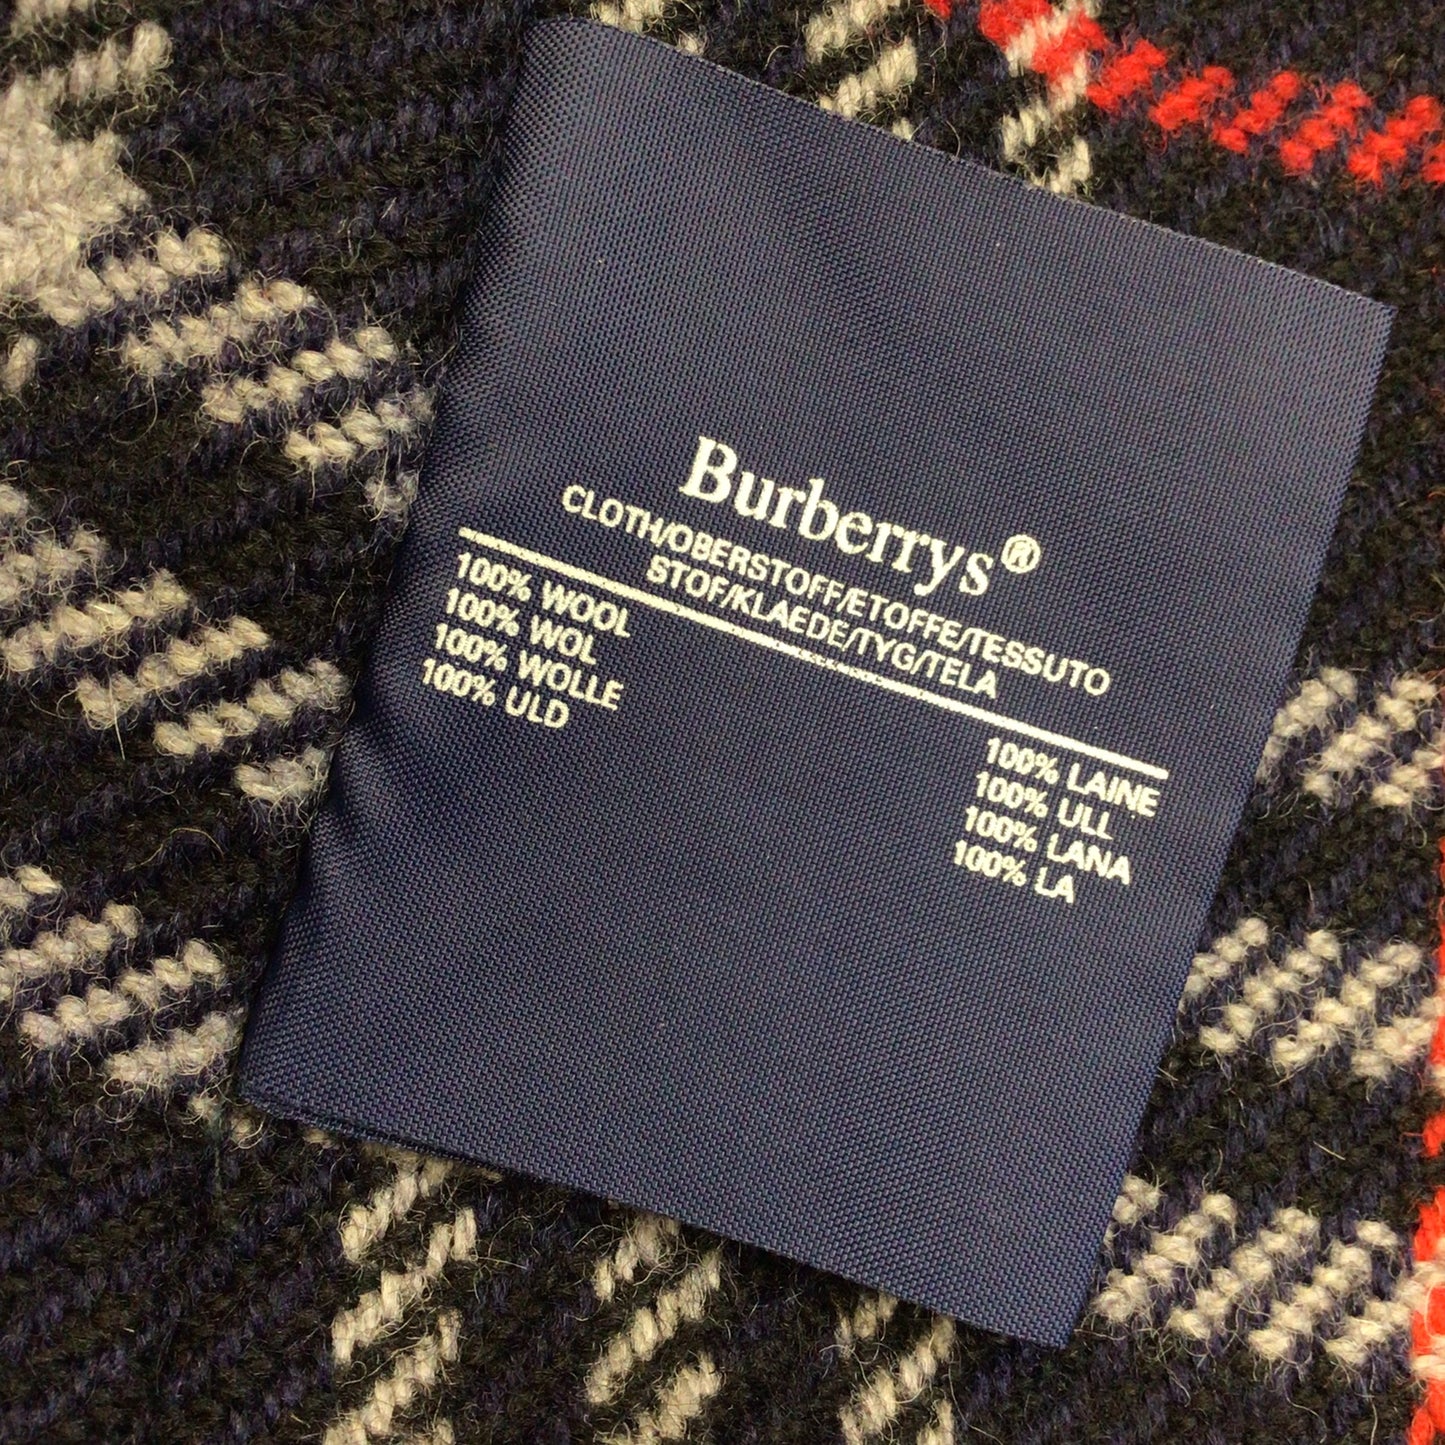 Burberrys®
CLOTH/OBERSTOFF/ÆTOFFE/TESSUTO
STOF/KLAEDE/TYG/TELA
100% WOOL
100% WOL
100% WOLLE
100% ULD
100% LAINE
100% ULL
100% LANA
100% LA